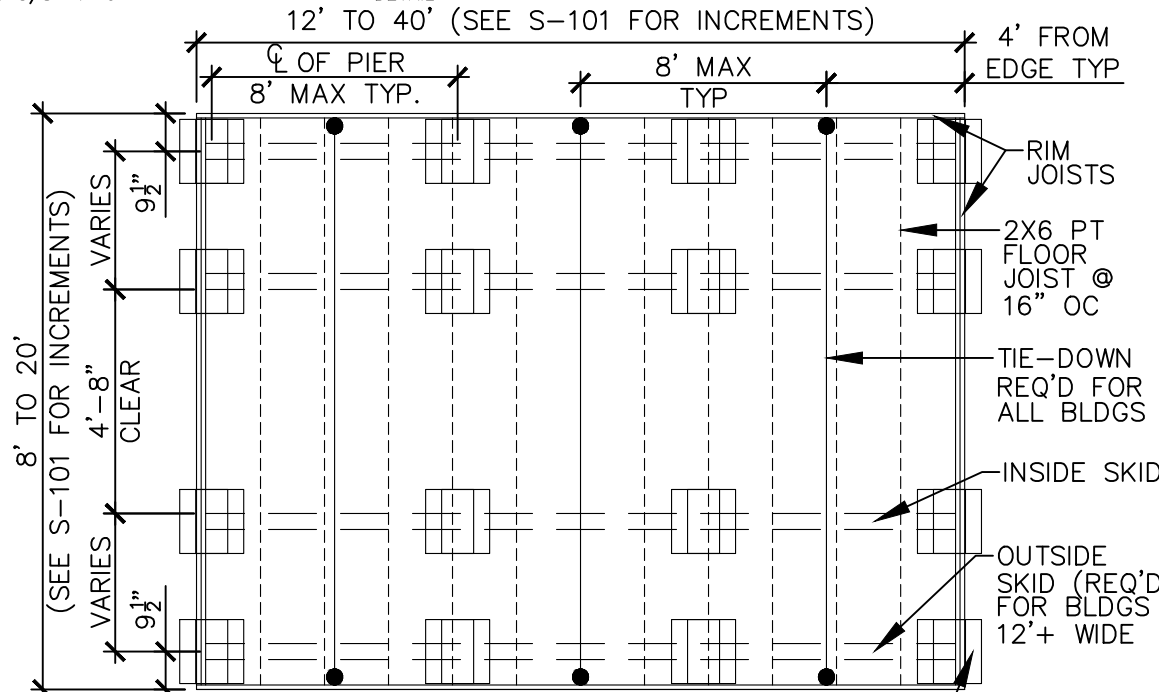 12' TO 40' (SEE S-101 FOR INCREMENTS)
℄ OF PIER
8' MAX TYP.
8' MAX
TYP
4' FROM
EDGE TYP
8' TO 20'
(SEE S-101 FOR INCREMENTS)
VARIES
9½"
4'-8"
CLEAR
VARIES
9½"
RIM
JOISTS
2X6 PT
FLOOR
JOIST @
16" OC
TIE-DOWN
REQ'D FOR
ALL BLDGS
INSIDE SKID
OUTSIDE
SKID (REQ'D
FOR BLDGS
12'+ WIDE